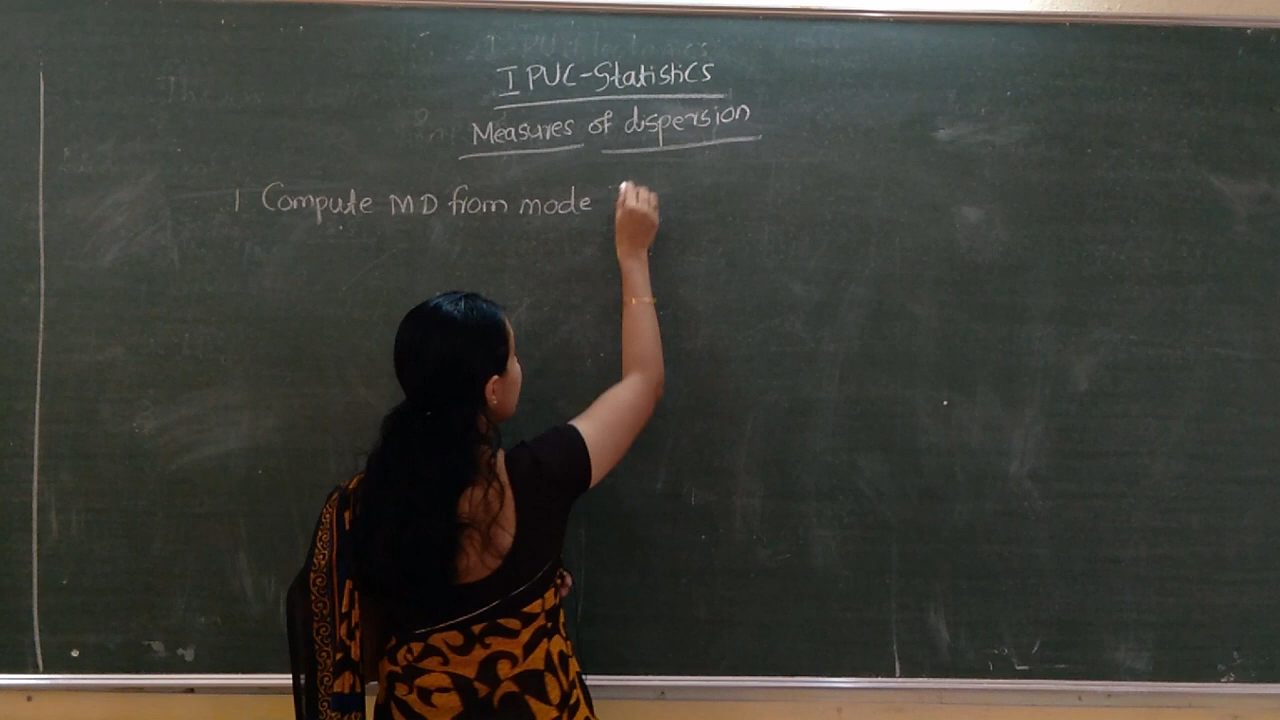 I PUC-Statistics
Measures of dispersion
1 Compute MD from mode